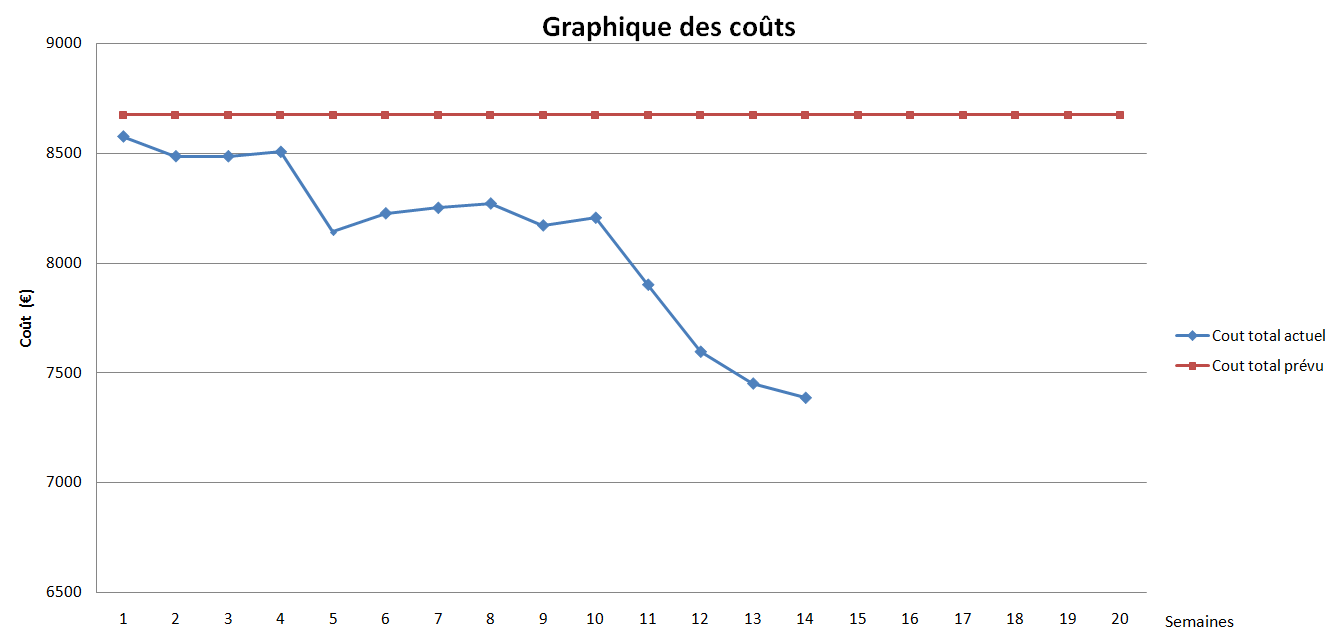 Graphique des coûts
9000
8500
8000
7500
7000
6500
Coût (€)
1 2 3 4 5 6 7 8 9 10 11 12 13 14 15 16 17 18 19 20
Semaines
Cout total actuel
Cout total prévu